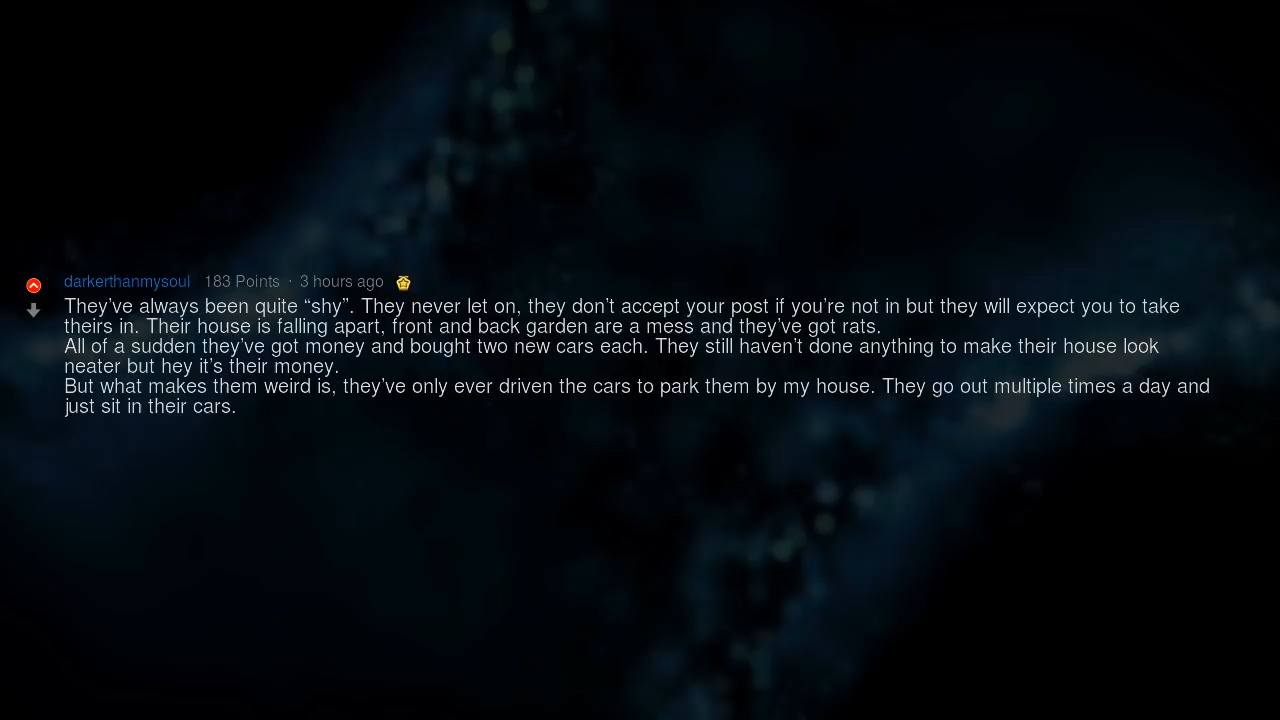 darkerthanmysoul 183 Points · 3 hours ago
They've always been quite “shy”. They never let on, they don't accept your post if you're not in but they will expect you to take
theirs in. Their house is falling apart, front and back garden are a mess and they've got rats.
All of a sudden they've got money and bought two new cars each. They still haven't done anything to make their house look
neater but hey it's their money.
But what makes them weird is, they've only ever driven the cars to park them by my house. They go out multiple times a day and
just sit in their cars.